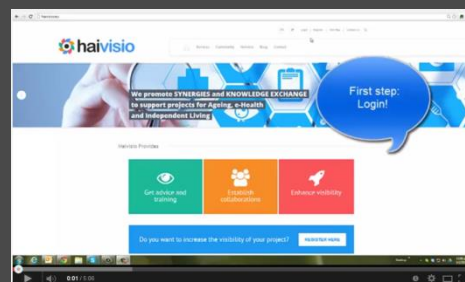 haivisio
Login
We promote SYNERGIES and KNOWLEDGE EXCHANGE
to support projects for Ageing, e-Health
and Independent Living
First step:
Login!
Haivisio Provides
Get advice and
training
Establish
collaborations
Enhance visibility
Do you want to increase the visibility of your project?
REGISTER HERE
0:01 / 5:06